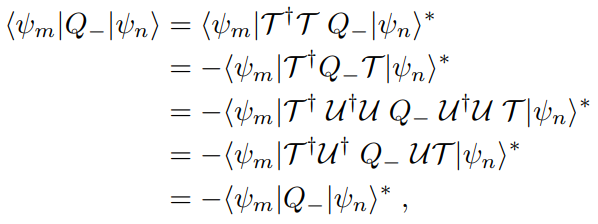 ⟨ψ_m|Q_−|ψ_n⟩ = ⟨ψ_m|𝒯^†𝒯 Q_−|ψ_n⟩^*
= −⟨ψ_m|𝒯^†Q_−𝒯|ψ_n⟩^*
= −⟨ψ_m|𝒯^† 𝒰^†𝒰 Q_− 𝒰^†𝒰 𝒯|ψ_n⟩^*
= −⟨ψ_m|𝒯^†𝒰^† Q_− 𝒰𝒯|ψ_n⟩^*
= −⟨ψ_m|Q_−|ψ_n⟩^* ,